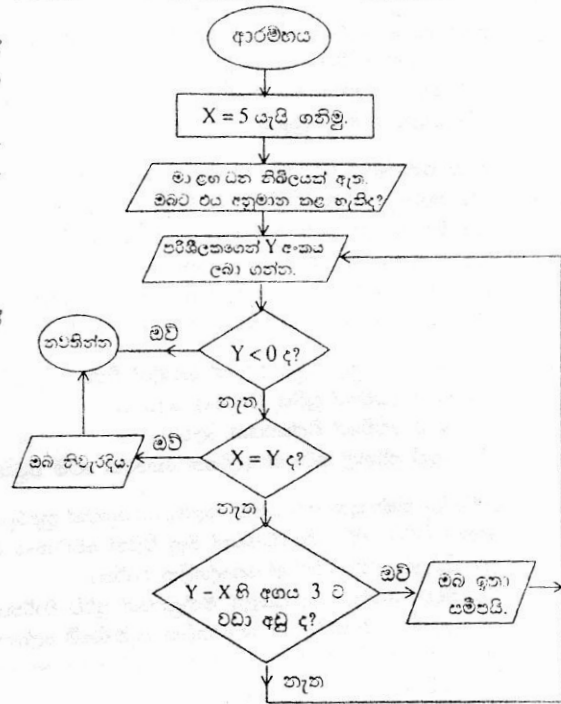 ආරම්භය
X = 5 යැයි ගනිමු.
මා ළඟ ධන නිඛිලයක් ඇත.
ඔබට එය අනුමාන කළ හැකිද?
පරිශීලකගෙන් Y අංකය
ලබා ගන්න.
නවතින්න
ඔව්
Y < 0 ද?
නැත
ඔබ නිවැරදිය.
ඔව්
X = Y ද?
නැත
Y – X හි අගය 3 ට
වඩා අඩු ද?
ඔව්
ඔබ ඉතා
සමීපයි.
නැත